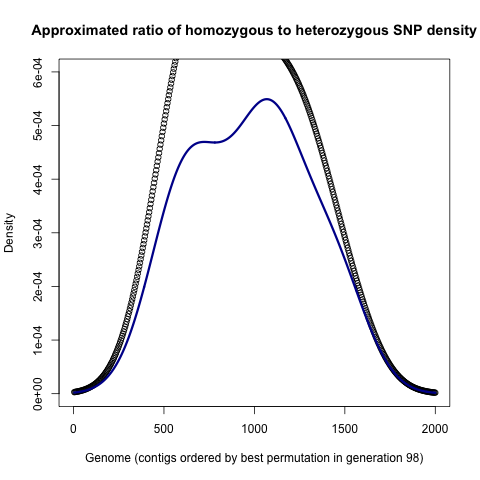 Approximated ratio of homozygous to heterozygous SNP density
6e-04
5e-04
4e-04
3e-04
2e-04
1e-04
0e+00
Density
0 500 1000 1500 2000
Genome (contigs ordered by best permutation in generation 98)